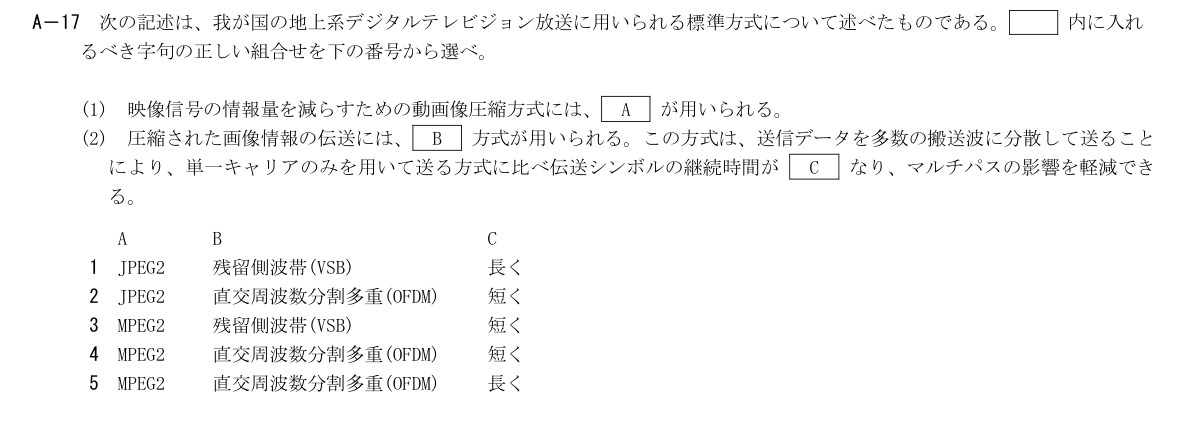 A－17 次の記述は、我が国の地上系デジタルテレビジョン放送に用いられる標準方式について述べたものである。 内に入れ
るべき字句の正しい組合せを下の番号から選べ。
(1) 映像信号の情報量を減らすための動画像圧縮方式には、 A が用いられる。
(2) 圧縮された画像情報の伝送には、 B 方式が用いられる。この方式は、送信データを多数の搬送波に分散して送ること
により、単一キャリアのみを用いて送る方式に比べ伝送シンボルの継続時間が C なり、マルチパスの影響を軽減でき
る。
A B C
1 JPEG2 残留側波帯(VSB) 長く
2 JPEG2 直交周波数分割多重(OFDM) 短く
3 MPEG2 残留側波帯(VSB) 短く
4 MPEG2 直交周波数分割多重(OFDM) 短く
5 MPEG2 直交周波数分割多重(OFDM) 長く